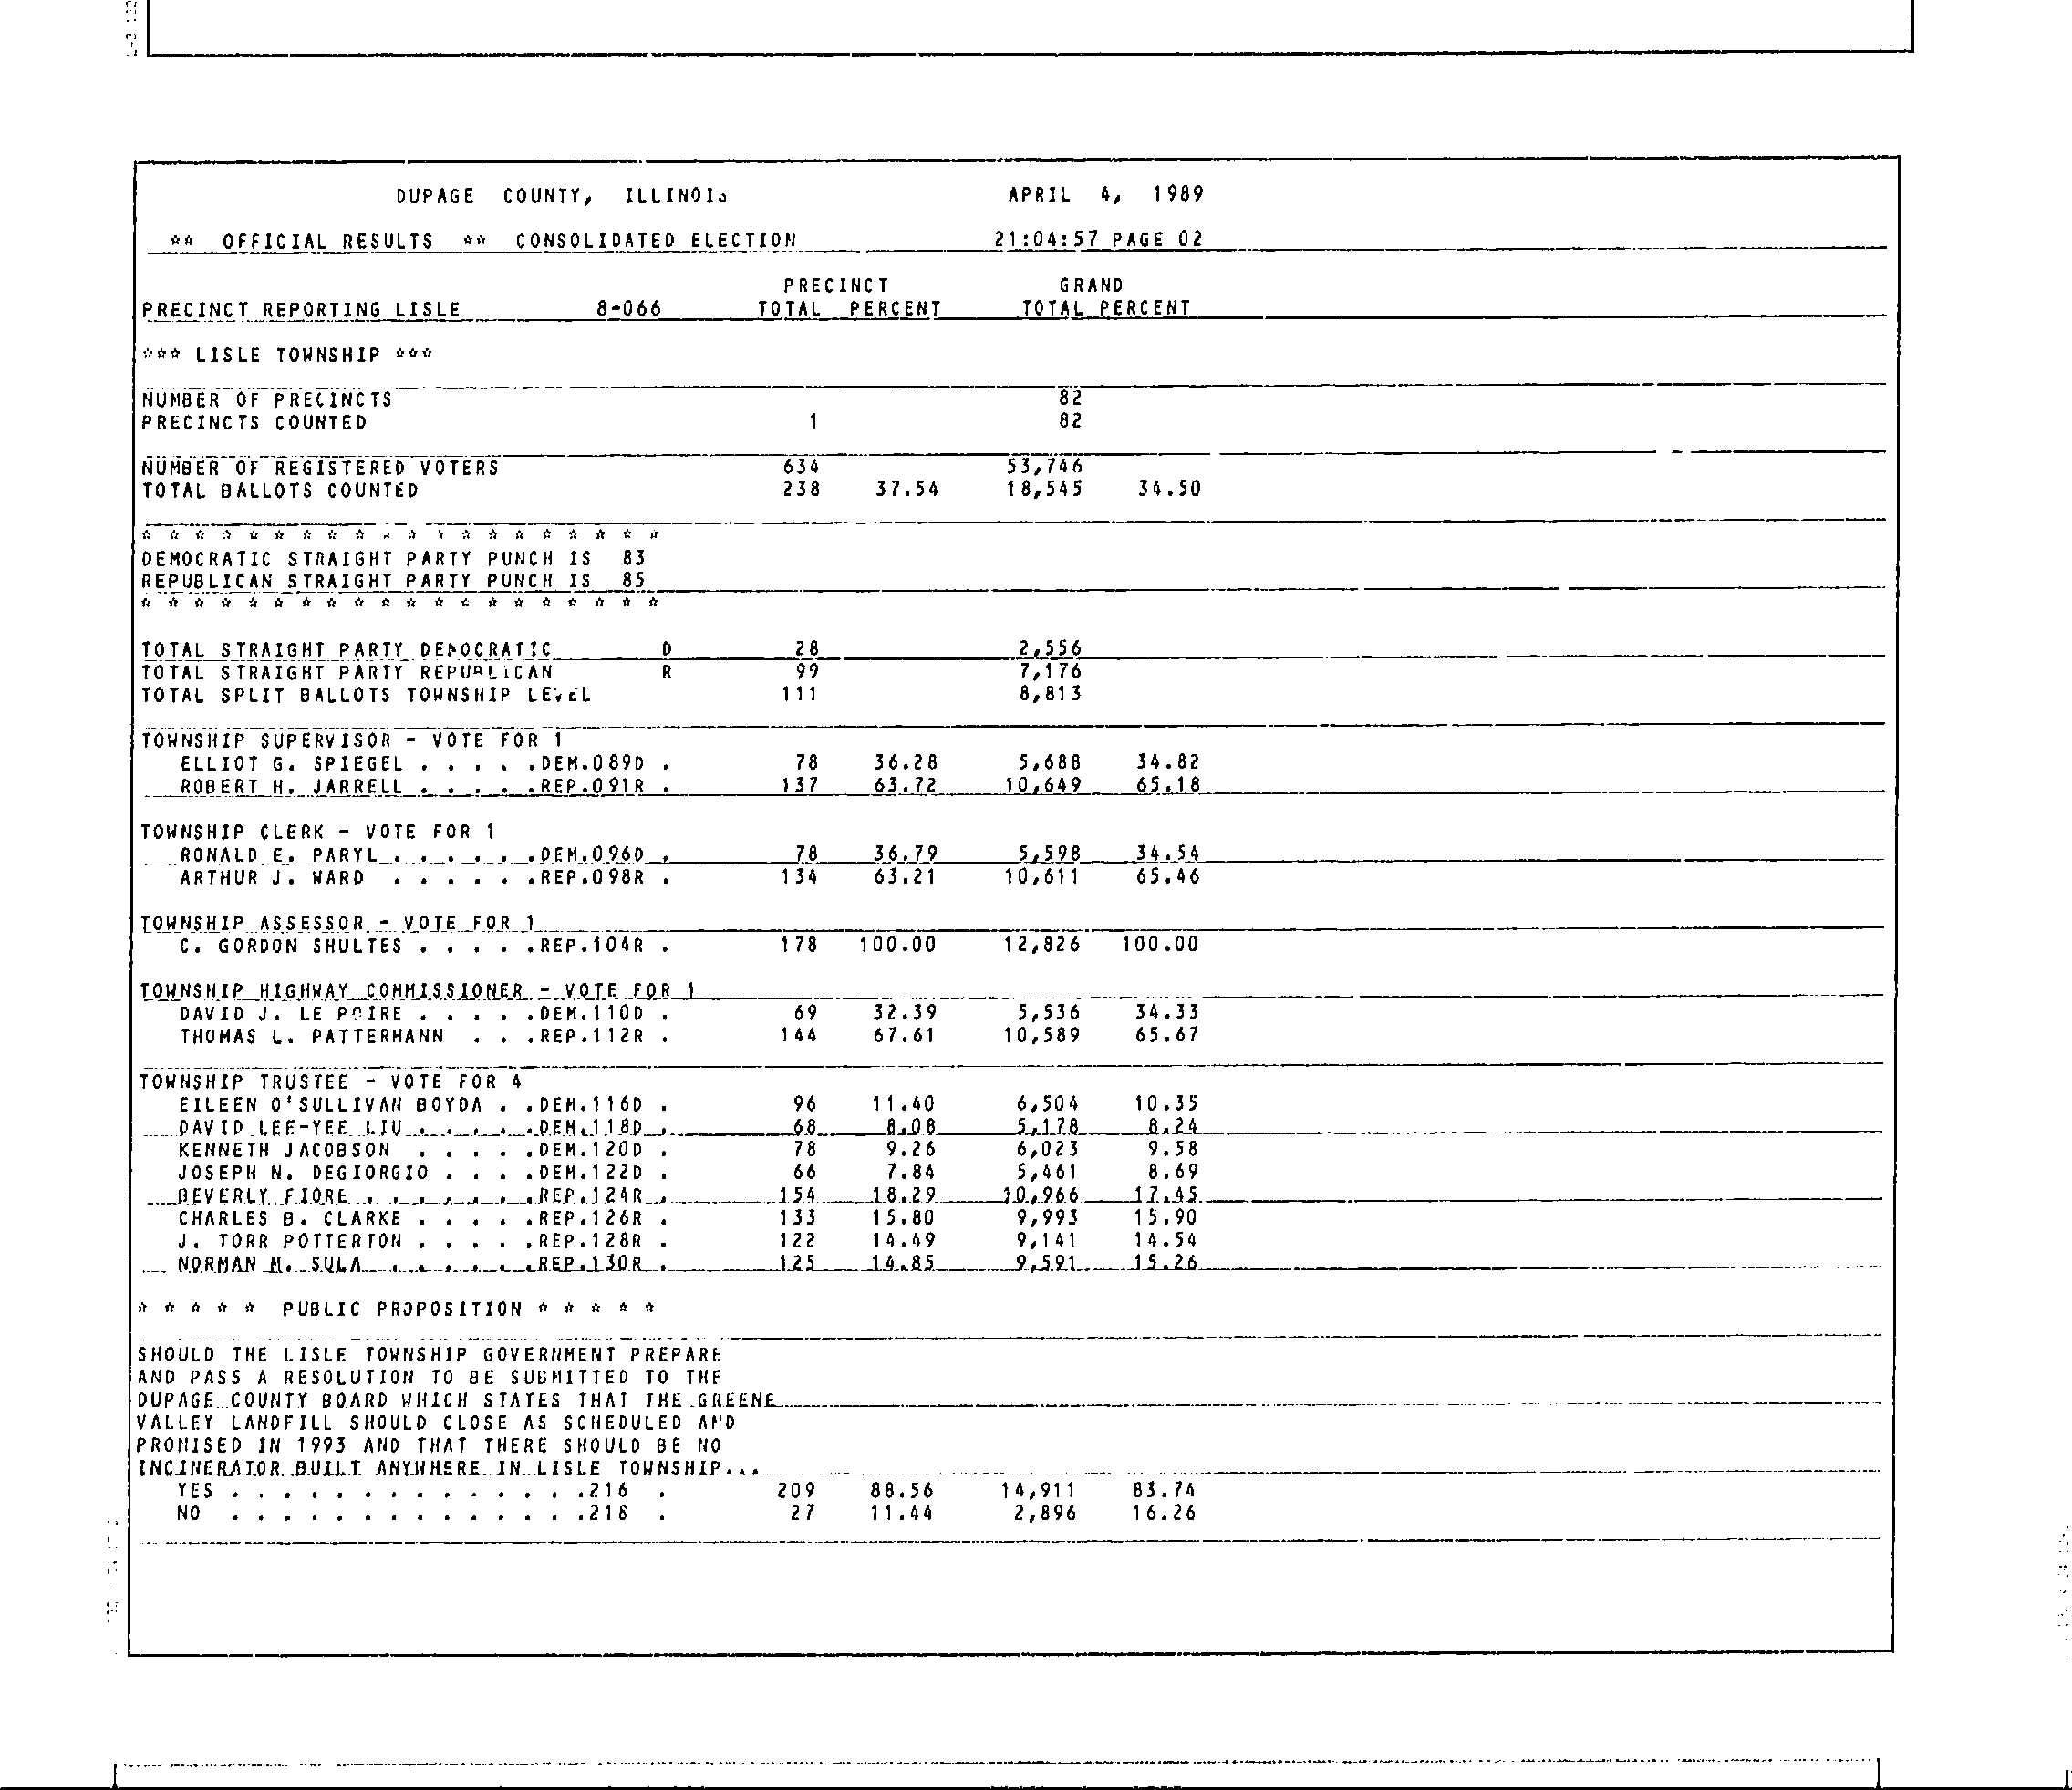 DUPAGE COUNTY, ILLINOIS APRIL 4, 1989
** OFFICIAL RESULTS ** CONSOLIDATED ELECTION 21:04:57 PAGE 02
PRECINCT GRAND
PRECINCT REPORTING LISLE 8-066 TOTAL PERCENT TOTAL PERCENT
*** LISLE TOWNSHIP ***
NUMBER OF PRECINCTS 82
PRECINCTS COUNTED 1 82
NUMBER OF REGISTERED VOTERS 634 53,746
TOTAL BALLOTS COUNTED 238 37.54 18,545 34.50
* * * * * * * * * * * * * * * * * * * *
DEMOCRATIC STRAIGHT PARTY PUNCH IS 83
REPUBLICAN STRAIGHT PARTY PUNCH IS 85
* * * * * * * * * * * * * * * * * * * *
TOTAL STRAIGHT PARTY DEMOCRATIC D 28 2,556
TOTAL STRAIGHT PARTY REPUBLICAN R 99 7,176
TOTAL SPLIT BALLOTS TOWNSHIP LEVEL 111 8,813
TOWNSHIP SUPERVISOR - VOTE FOR 1
ELLIOT G. SPIEGEL . . . . .DEM.089D . 78 36.28 5,688 34.82
ROBERT H. JARRELL . . . . .REP.091R . 137 63.72 10,649 65.18
TOWNSHIP CLERK - VOTE FOR 1
RONALD E. PARYL . . . . . .DEM.096D . 78 36.79 5,598 34.54
ARTHUR J. WARD . . . . . .REP.098R . 134 63.21 10,611 65.46
TOWNSHIP ASSESSOR - VOTE FOR 1
C. GORDON SHULTES . . . . .REP.104R . 178 100.00 12,826 100.00
TOWNSHIP HIGHWAY COMMISSIONER - VOTE FOR 1
DAVID J. LE POIRE . . . . .DEM.110D . 69 32.39 5,536 34.33
THOMAS L. PATTERMANN . . .REP.112R . 144 67.61 10,589 65.67
TOWNSHIP TRUSTEE - VOTE FOR 4
EILEEN O'SULLIVAN BOYDA . .DEM.116D . 96 11.40 6,504 10.35
DAVID LEE-YEE LIU . . . . .DEM.118D . 68 8.08 5,178 8.24
KENNETH JACOBSON . . . . .DEM.120D . 78 9.26 6,023 9.58
JOSEPH N. DEGIORGIO . . . .DEM.122D . 66 7.84 5,461 8.69
BEVERLY FIORE . . . . . . .REP.124R . 154 18.29 10,966 17.45
CHARLES B. CLARKE . . . . .REP.126R . 133 15.80 9,993 15.90
J. TORR POTTERTON . . . . .REP.128R . 122 14.49 9,141 14.54
NORMAN M. SULA . . . . . .REP.130R . 125 14.85 9,591 15.26
* * * * * PUBLIC PROPOSITION * * * * *
SHOULD THE LISLE TOWNSHIP GOVERNMENT PREPARE
AND PASS A RESOLUTION TO BE SUBMITTED TO THE
DUPAGE COUNTY BOARD WHICH STATES THAT THE GREENE
VALLEY LANDFILL SHOULD CLOSE AS SCHEDULED AND
PROMISED IN 1993 AND THAT THERE SHOULD BE NO
INCINERATOR BUILT ANYWHERE IN LISLE TOWNSHIP...
YES . . . . . . . . . . . . . .216 . 209 88.56 14,911 83.74
NO . . . . . . . . . . . . . .218 . 27 11.44 2,896 16.26